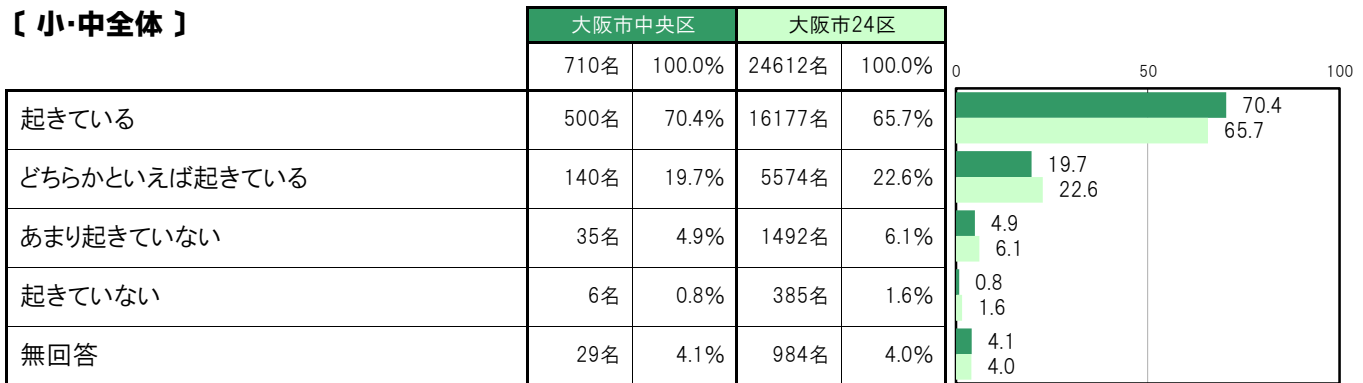 〔 小・中全体 〕
大阪市中央区 大阪市24区
710名 100.0% 24612名 100.0%
0 50 100
起きている 500名 70.4% 16177名 65.7%
70.4
65.7
どちらかといえば起きている 140名 19.7% 5574名 22.6%
19.7
22.6
あまり起きていない 35名 4.9% 1492名 6.1%
4.9
6.1
起きていない 6名 0.8% 385名 1.6%
0.8
1.6
無回答 29名 4.1% 984名 4.0%
4.1
4.0